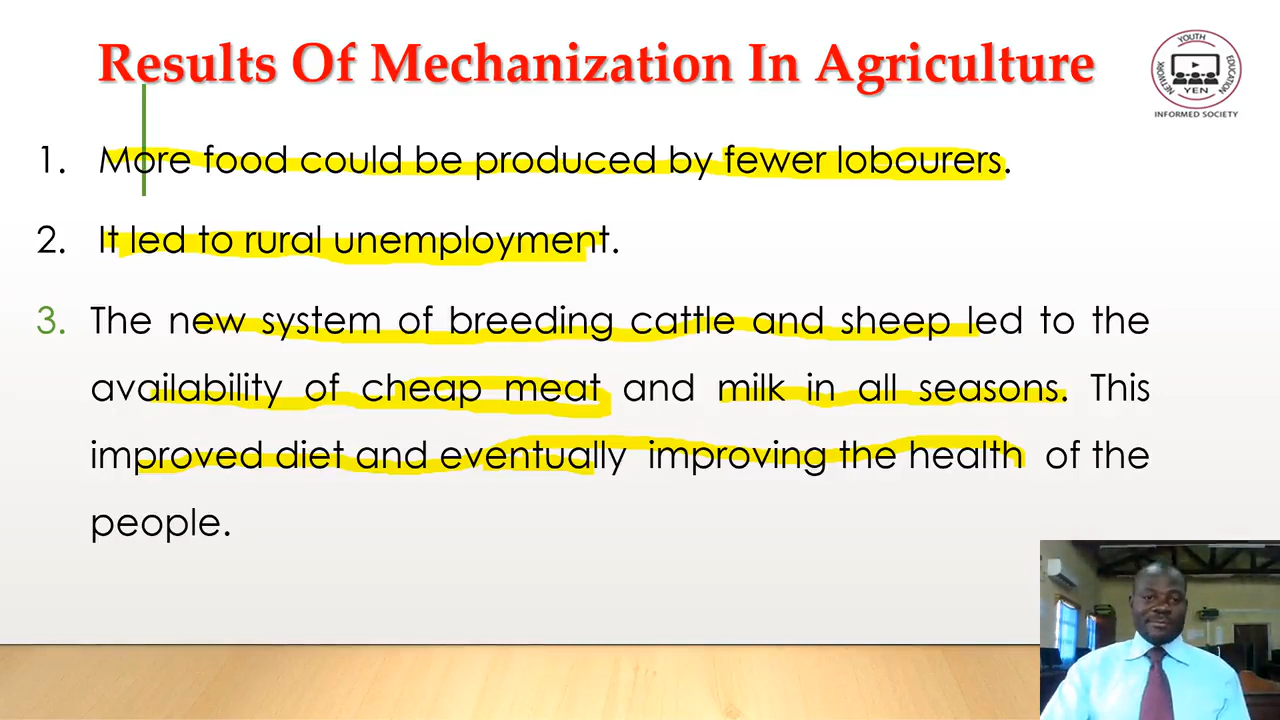 Results Of Mechanization In Agriculture
YOUTH
NETWORK
EDUCATION
YEN
INFORMED SOCIETY
1. More food could be produced by fewer lobourers.
2. It led to rural unemployment.
3. The new system of breeding cattle and sheep led to the
availability of cheap meat and milk in all seasons. This
improved diet and eventually improving the health of the
people.